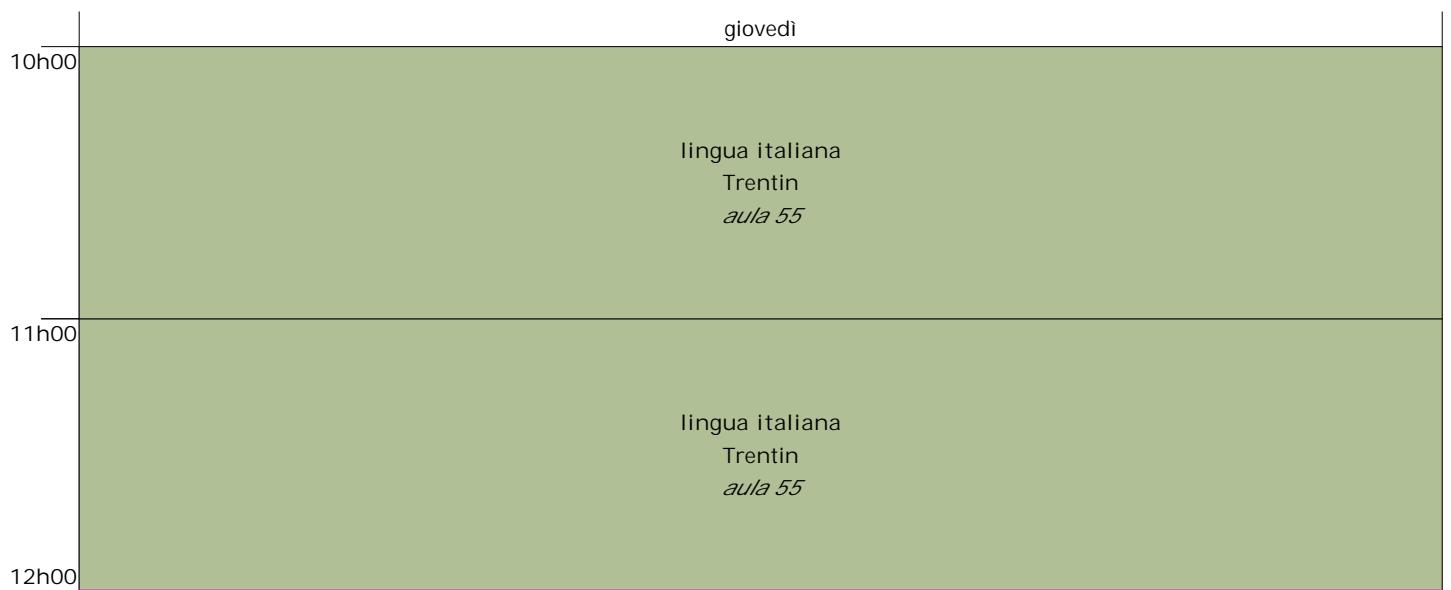 giovedì
10h00
lingua italiana
Trentin
aula 55
11h00
lingua italiana
Trentin
aula 55
12h00